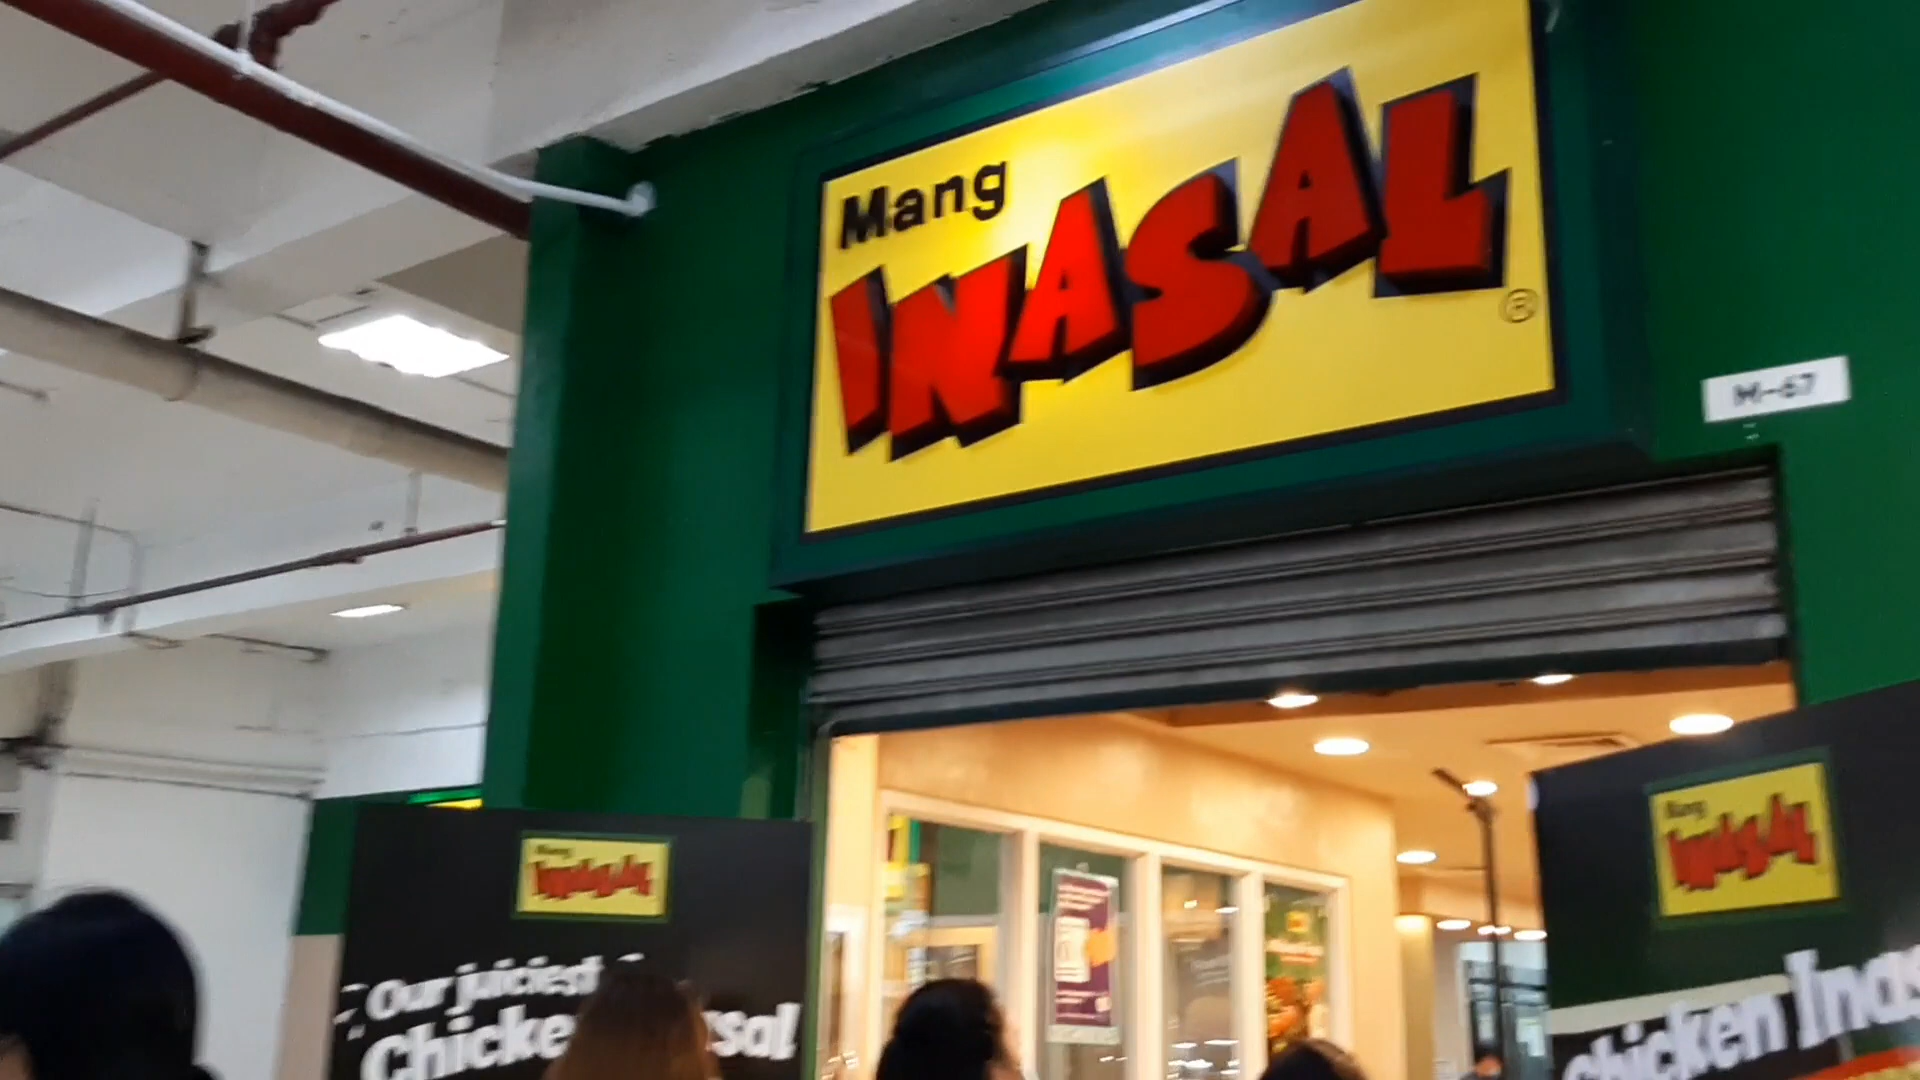 Mang
INASAL
®
M-67
Mang
INASAL
Our juiciest
Chicke sal
Mang
INASAL
Chicken Inas